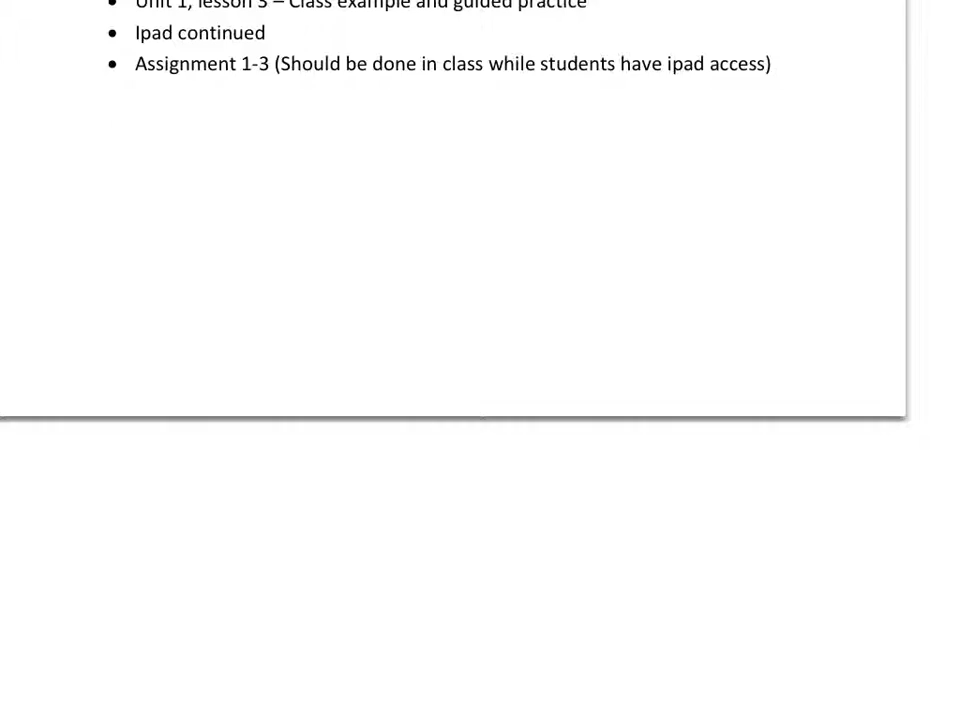 • Unit 1, lesson 3 – Class example and guided practice
• Ipad continued
• Assignment 1-3 (Should be done in class while students have ipad access)